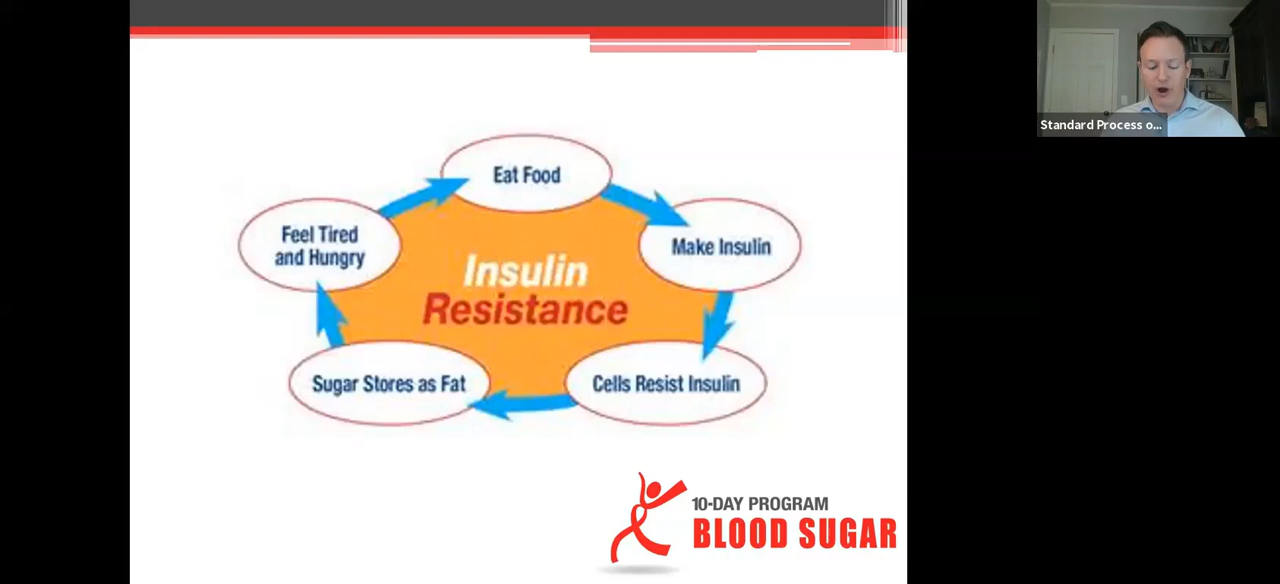 Eat Food
Make Insulin
Cells Resist Insulin
Sugar Stores as Fat
Feel Tired
and Hungry
Insulin
Resistance
10-DAY PROGRAM
BLOOD SUGAR
Standard Process o...